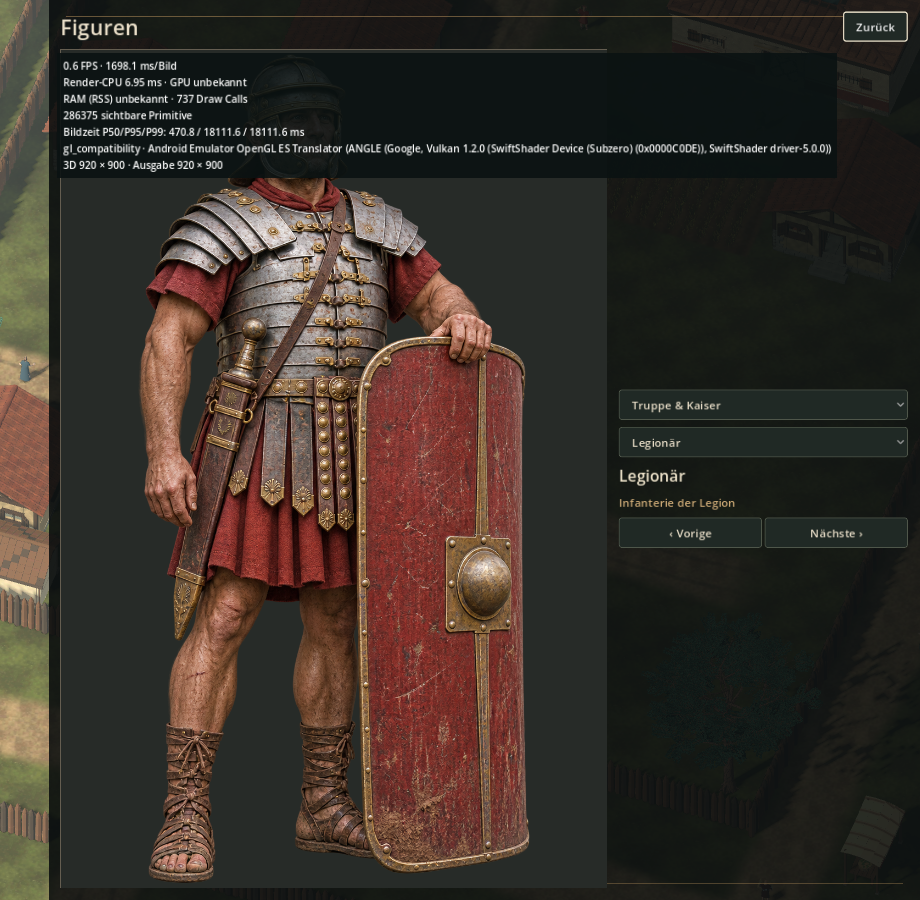 Figuren
Zurück
0.6 FPS · 1698.1 ms/Bild
Render-CPU 6.95 ms · GPU unbekannt
RAM (RSS) unbekannt · 737 Draw Calls
286375 sichtbare Primitive
Bildzeit P50/P95/P99: 470.8 / 18111.6 / 18111.6 ms
gl_compatibility · Android Emulator OpenGL ES Translator (ANGLE (Google, Vulkan 1.2.0 (SwiftShader Device (Subzero) (0x0000C0DE)), SwiftShader driver-5.0.0))
3D 920 × 900 · Ausgabe 920 × 900
Truppe & Kaiser
Legionär
Legionär
Infanterie der Legion
‹ Vorige
Nächste ›